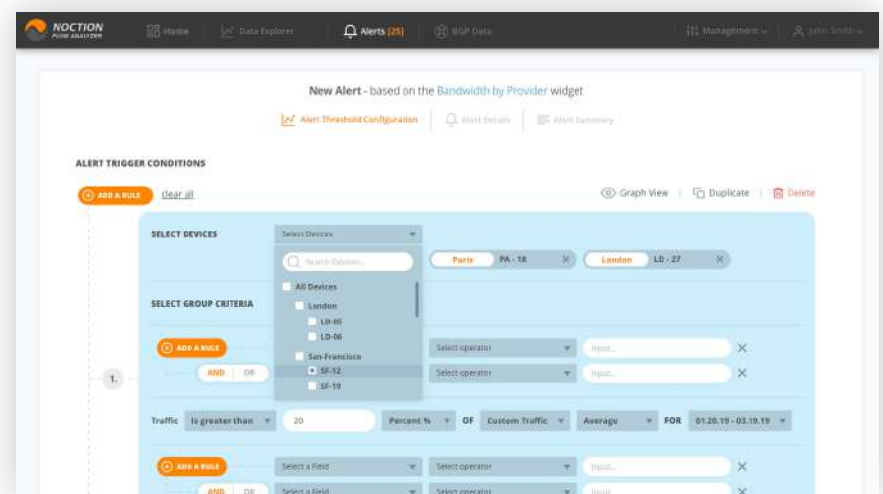 NOCTION
FLOW ANALYZER
Home
Data Explorer
Alerts (25)
BGP Data
Management
John Smith
New Alert - based on the Bandwidth by Provider widget
Alert Threshold Configuration
Alert Details
Alert Summary
ALERT TRIGGER CONDITIONS
ADD A RULE
clear all
Graph View
Duplicate
Delete
SELECT DEVICES
Select Devices
Search Devices...
Paris PA - 18 X
London LD - 27 X
All Devices
London
LD-05
LD-06
San-Francisco
SF-12
SF-19
SELECT GROUP CRITERIA
ADD A RULE
Select operator
Input...
AND OR
Select operator
Input...
1.
Traffic Is greater than 20 Percent % OF Custom Traffic Average FOR 01.20.19 - 03.19.19
ADD A RULE
Select a Field
Select operator
Input...
AND OR
Select a Field
Select operator
Input...